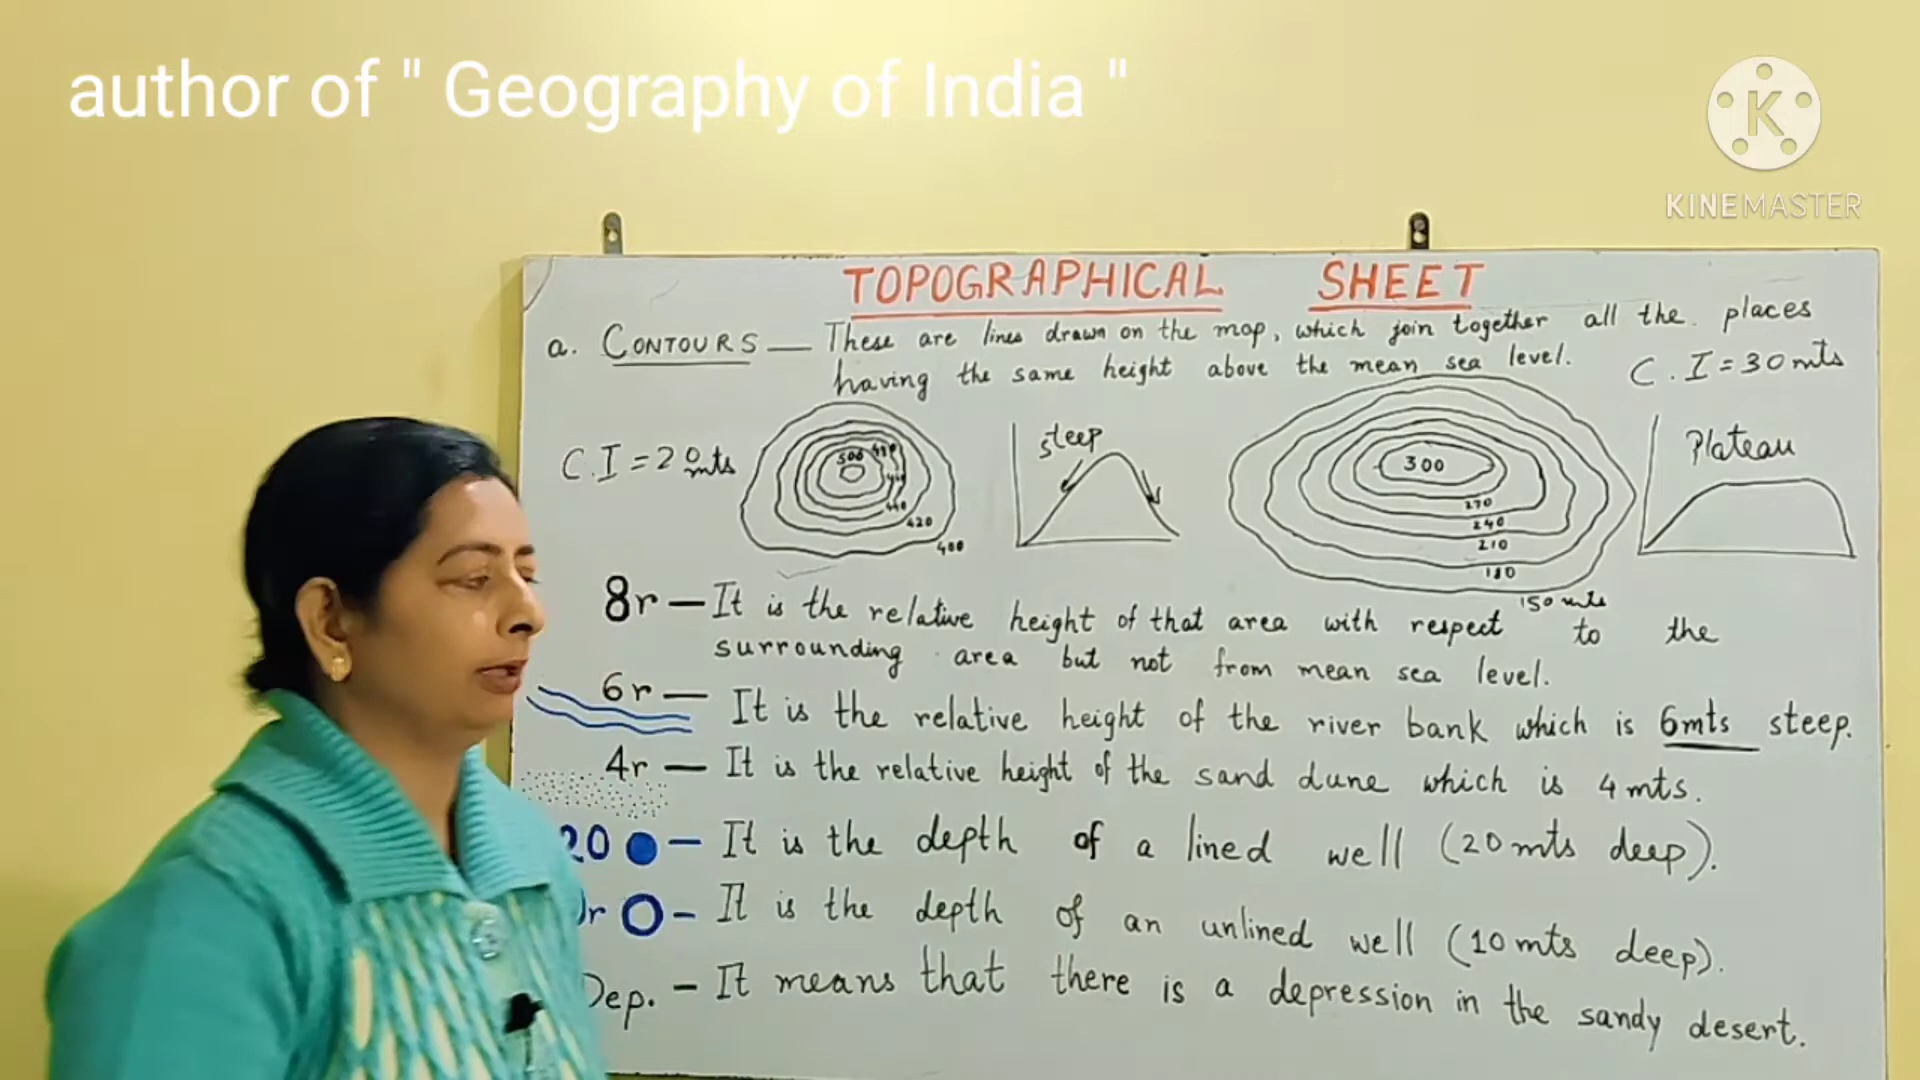 author of " Geography of India "
K
KINEMASTER
TOPOGRAPHICAL SHEET
a. CONTOURS — These are lines drawn on the map, which join together all the places
having the same height above the mean sea level.
C.I = 30 mts
C.I = 20 mts
500
440
420
400
steep
300
270
240
210
180
150 mts
Plateau
8r — It is the relative height of that area with respect to the
surrounding area but not from mean sea level.
6r — It is the relative height of the river bank which is 6mts steep.
4r — It is the relative height of the sand dune which is 4 mts.
20 — It is the depth of a lined well (20 mts deep).
r — It is the depth of an unlined well (10 mts deep).
Dep. — It means that there is a depression in the sandy desert.